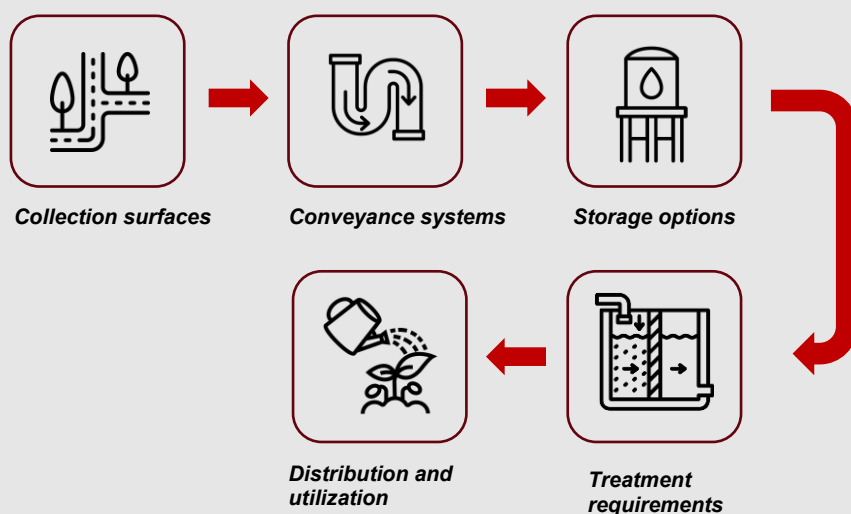 Collection surfaces
Conveyance systems
Storage options
Distribution and
utilization
Treatment
requirements